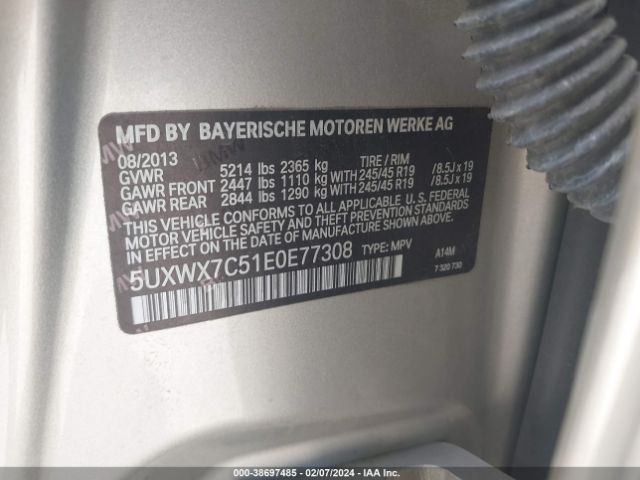 MFD BY BAYERISCHE MOTOREN WERKE AG
08/2013
GVWR 5214 lbs 2365 kg TIRE / RIM
GAWR FRONT 2447 lbs 1110 kg WITH 245/45 R19 /8.5J x 19
GAWR REAR 2844 lbs 1290 kg WITH 245/45 R19 /8.5J x 19
THIS VEHICLE CONFORMS TO ALL APPLICABLE U.S. FEDERAL
MOTOR VEHICLE SAFETY, AND THEFT PREVENTION STANDARDS
IN EFFECT ON THE DATE OF MANUFACTURE SHOWN ABOVE.
5UXWX7C51E0E77308 TYPE: MPV A14M
7 320 730
000-38697485 - 02/07/2024 - IAA Inc.